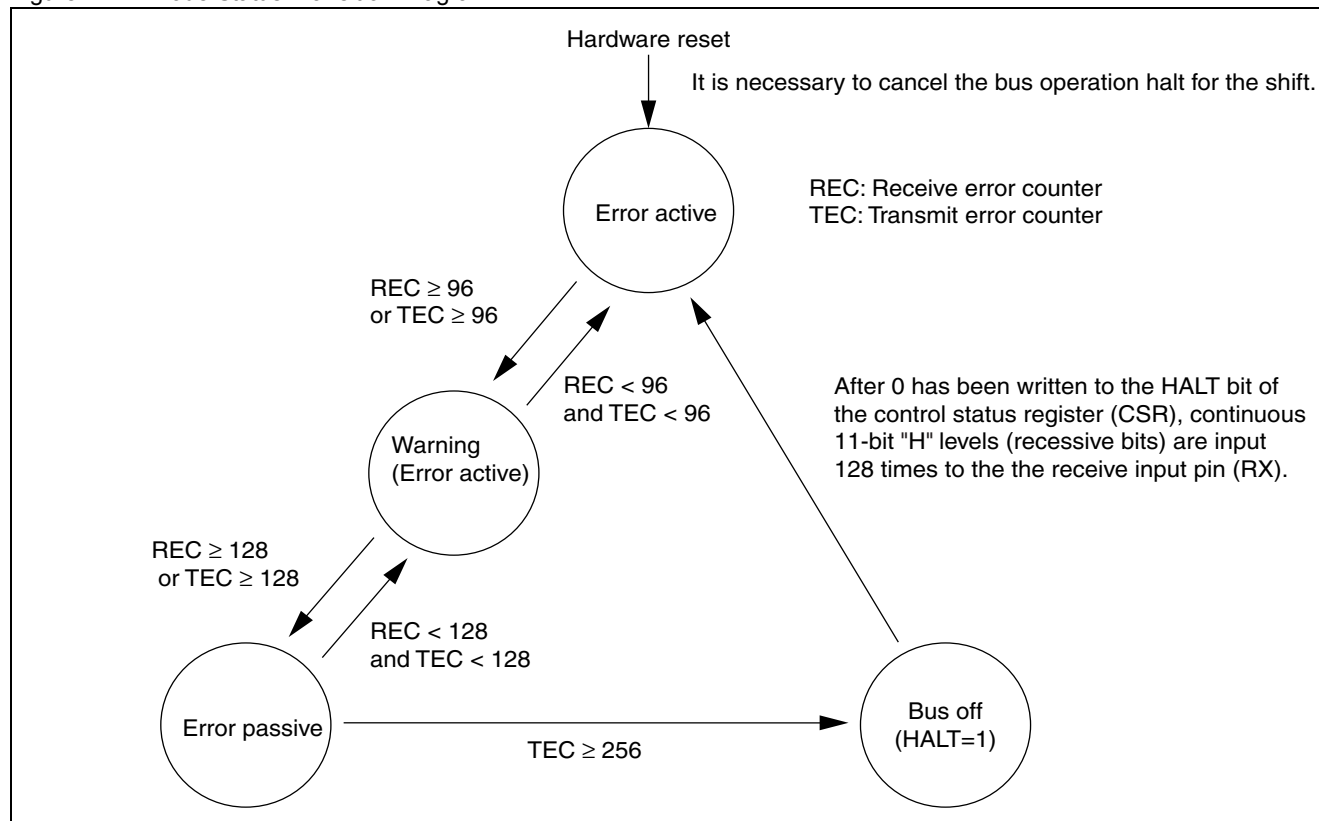 Hardware reset
It is necessary to cancel the bus operation halt for the shift.
Error active
REC: Receive error counter
TEC: Transmit error counter
REC ≥ 96
or TEC ≥ 96
REC < 96
and TEC < 96
After 0 has been written to the HALT bit of
the control status register (CSR), continuous
11-bit "H" levels (recessive bits) are input
128 times to the the receive input pin (RX).
Warning
(Error active)
REC ≥ 128
or TEC ≥ 128
REC < 128
and TEC < 128
Error passive
TEC ≥ 256
Bus off
(HALT=1)